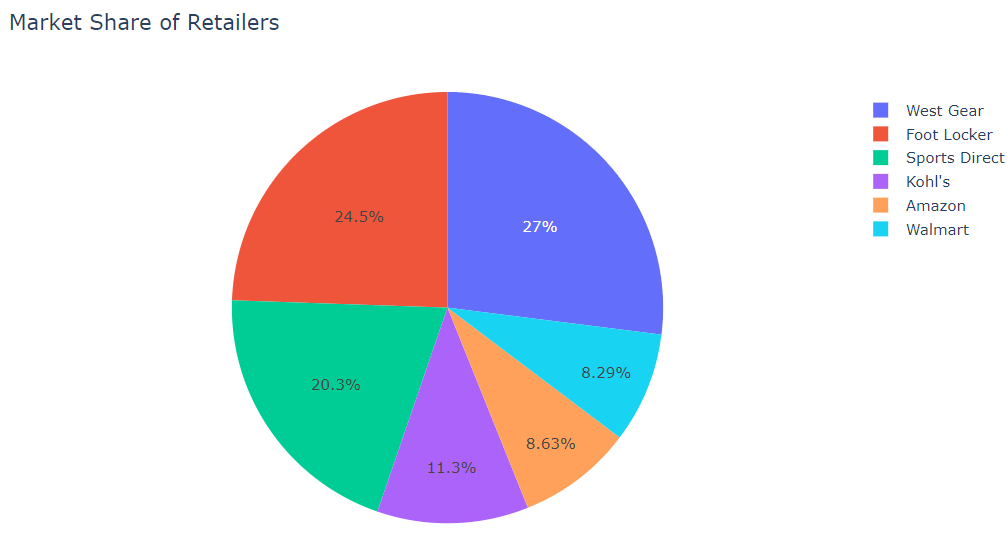 Market Share of Retailers
West Gear
Foot Locker
Sports Direct
Kohl's
Amazon
Walmart
24.5%
27%
20.3%
8.29%
8.63%
11.3%